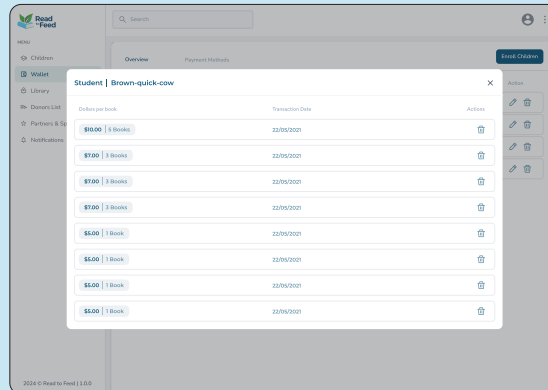 Read
to Feed
Search
MENU
Children
Wallet
Library
Donors List
Partners & Sp
Notifications
Overview
Payment Methods
Enroll Children
Action
Student | Brown-quick-cow
Dollars per book
Transaction Date
Actions
$10.00 | 5 Books
22/05/2021
$7.00 | 3 Books
22/05/2021
$7.00 | 3 Books
22/05/2021
$7.00 | 3 Books
22/05/2021
$5.00 | 1 Book
22/05/2021
$5.00 | 1 Book
22/05/2021
$5.00 | 1 Book
22/05/2021
$5.00 | 1 Book
22/05/2021
2024 © Read to Feed | 1.0.0